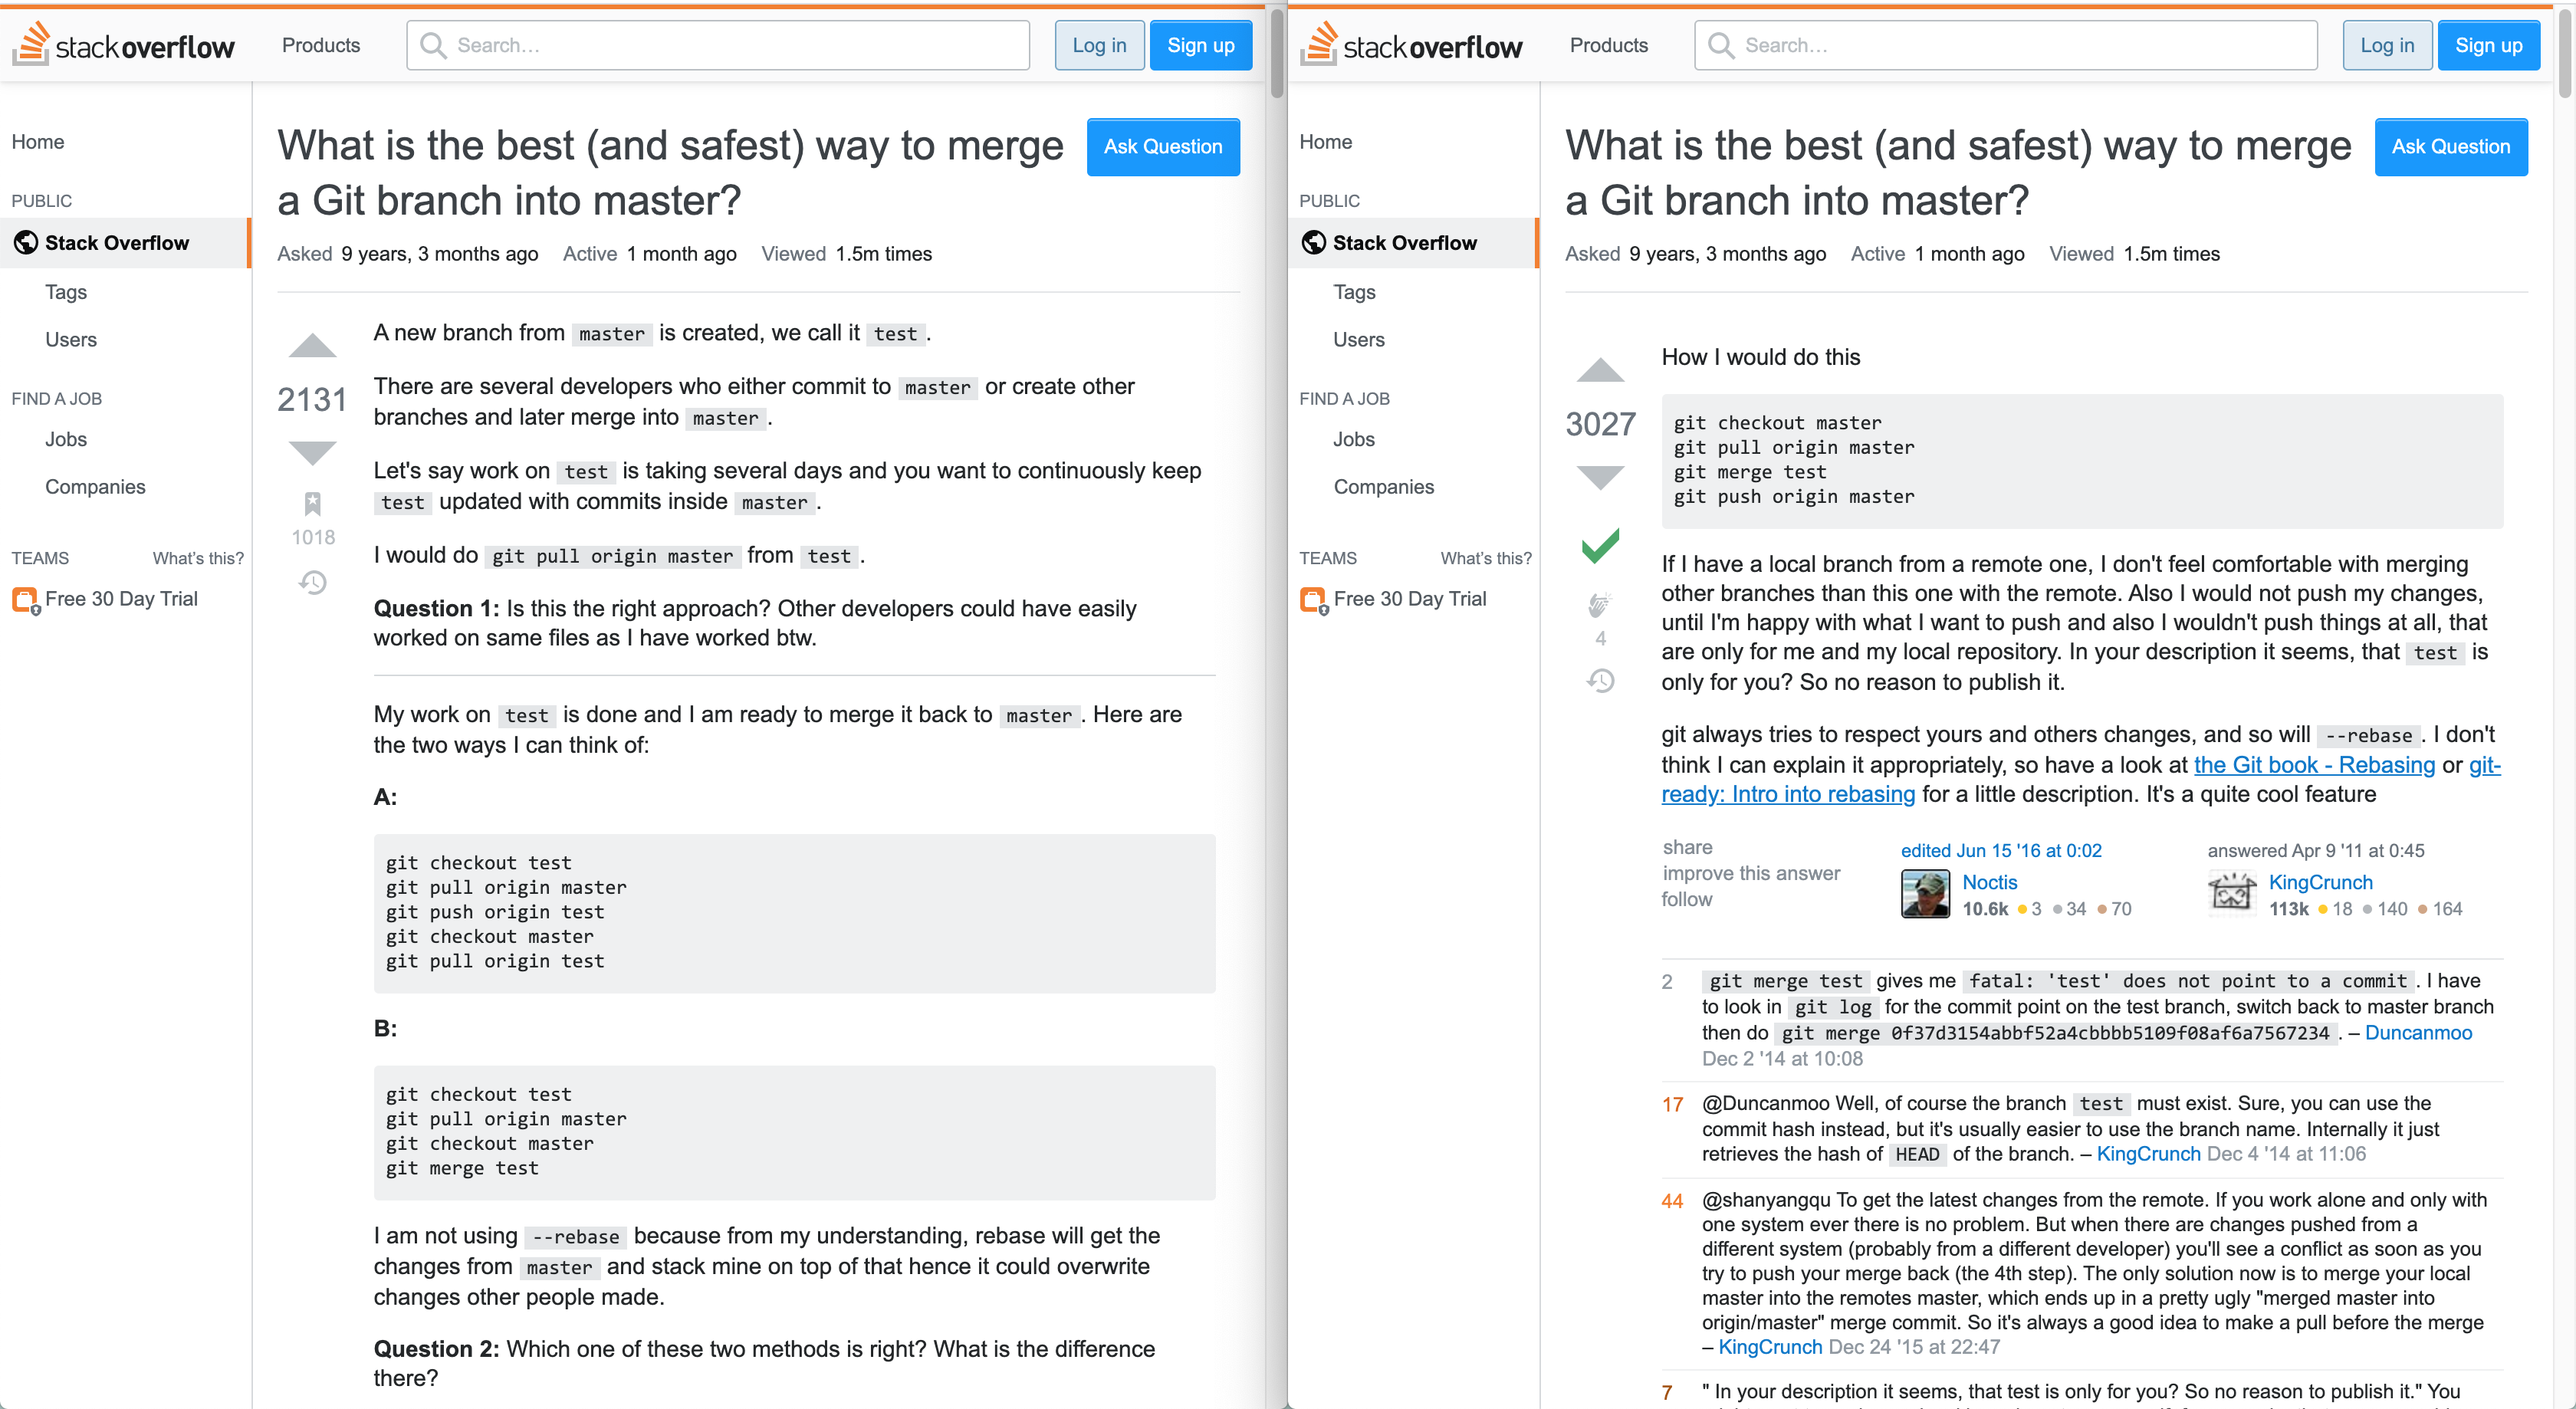 stackoverflow
Products
Search...
Log in
Sign up
Home
PUBLIC
Stack Overflow
Tags
Users
FIND A JOB
Jobs
Companies
TEAMS
What's this?
Free 30 Day Trial
What is the best (and safest) way to merge
a Git branch into master?
Ask Question
Asked 9 years, 3 months ago Active 1 month ago Viewed 1.5m times
2131
1018
A new branch from master is created, we call it test.
There are several developers who either commit to master or create other
branches and later merge into master.
Let's say work on test is taking several days and you want to continuously keep
test updated with commits inside master.
I would do git pull origin master from test.
Question 1: Is this the right approach? Other developers could have easily
worked on same files as I have worked btw.
My work on test is done and I am ready to merge it back to master. Here are
the two ways I can think of:
A:
git checkout test
git pull origin master
git push origin test
git checkout master
git pull origin test
B:
git checkout test
git pull origin master
git checkout master
git merge test
I am not using --rebase because from my understanding, rebase will get the
changes from master and stack mine on top of that hence it could overwrite
changes other people made.
Question 2: Which one of these two methods is right? What is the difference
there?
stackoverflow
Products
Search...
Log in
Sign up
Home
PUBLIC
Stack Overflow
Tags
Users
FIND A JOB
Jobs
Companies
TEAMS
What's this?
Free 30 Day Trial
What is the best (and safest) way to merge
a Git branch into master?
Ask Question
Asked 9 years, 3 months ago Active 1 month ago Viewed 1.5m times
3027
4
How I would do this
git checkout master
git pull origin master
git merge test
git push origin master
If I have a local branch from a remote one, I don't feel comfortable with merging
other branches than this one with the remote. Also I would not push my changes,
until I'm happy with what I want to push and also I wouldn't push things at all, that
are only for me and my local repository. In your description it seems, that test is
only for you? So no reason to publish it.
git always tries to respect yours and others changes, and so will --rebase. I don't
think I can explain it appropriately, so have a look at the Git book - Rebasing or git-
ready: Intro into rebasing for a little description. It's a quite cool feature
share
improve this answer
follow
edited Jun 15 '16 at 0:02
Noctis
10.6k 3 34 70
answered Apr 9 '11 at 0:45
KingCrunch
113k 18 140 164
2 git merge test gives me fatal: 'test' does not point to a commit. I have
to look in git log for the commit point on the test branch, switch back to master branch
then do git merge 0f37d3154abbf52a4cbbbb5109f08af6a7567234. – Duncanmoo
Dec 2 '14 at 10:08
17 @Duncanmoo Well, of course the branch test must exist. Sure, you can use the
commit hash instead, but it's usually easier to use the branch name. Internally it just
retrieves the hash of HEAD of the branch. – KingCrunch Dec 4 '14 at 11:06
44 @shanyangqu To get the latest changes from the remote. If you work alone and only with
one system ever there is no problem. But when there are changes pushed from a
different system (probably from a different developer) you'll see a conflict as soon as you
try to push your merge back (the 4th step). The only solution now is to merge your local
master into the remotes master, which ends up in a pretty ugly "merged master into
origin/master" merge commit. So it's always a good idea to make a pull before the merge
– KingCrunch Dec 24 '15 at 22:47
7 " In your description it seems, that test is only for you? So no reason to publish it." You